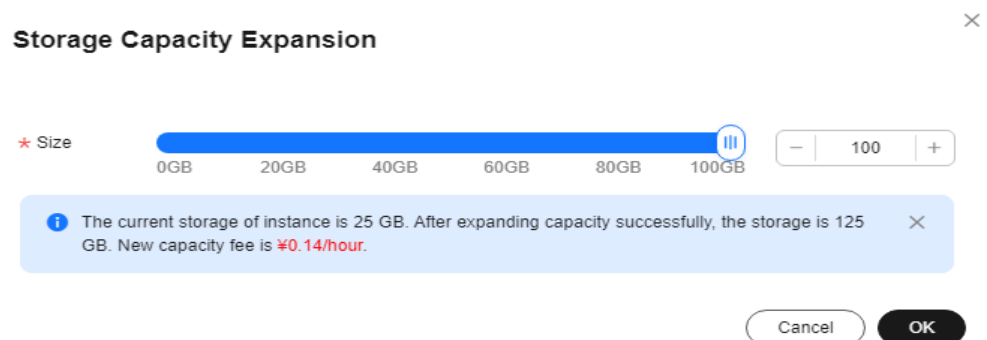 Storage Capacity Expansion
* Size
100
0GB 20GB 40GB 60GB 80GB 100GB
The current storage of instance is 25 GB. After expanding capacity successfully, the storage is 125
GB. New capacity fee is ¥0.14/hour.
Cancel OK